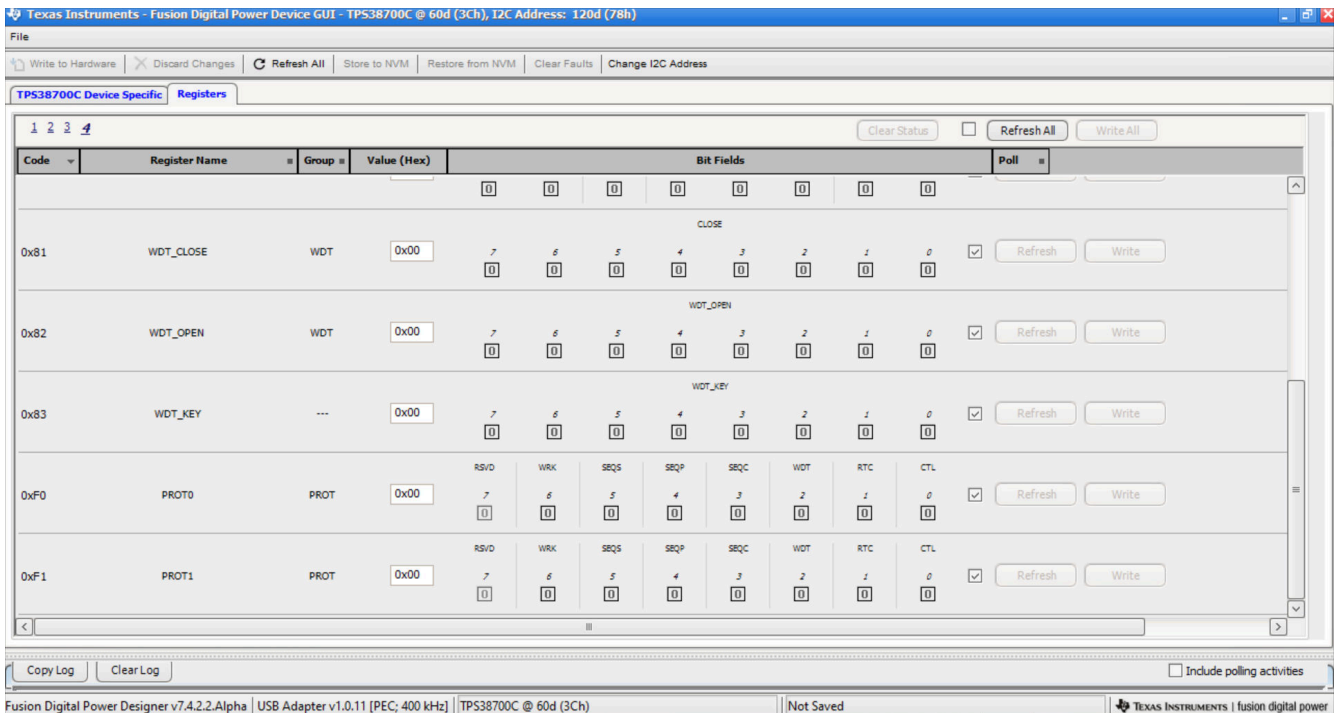 Texas Instruments - Fusion Digital Power Device GUI - TPS38700C @ 60d (3Ch), I2C Address: 120d (78h)
File
Write to Hardware Discard Changes Refresh All Store to NVM Restore from NVM Clear Faults Change I2C Address
TPS38700C Device Specific Registers
1 2 3 4 Clear Status Refresh All Write All
Code Register Name Group Value (Hex) Bit Fields Poll
0 0 0 0 0 0 0 0
CLOSE
0x81 WDT_CLOSE WDT 0x00 7 6 5 4 3 2 1 0 Refresh Write
0 0 0 0 0 0 0 0
WDT_OPEN
0x82 WDT_OPEN WDT 0x00 7 6 5 4 3 2 1 0 Refresh Write
0 0 0 0 0 0 0 0
WDT_KEY
0x83 WDT_KEY --- 0x00 7 6 5 4 3 2 1 0 Refresh Write
0 0 0 0 0 0 0 0
RSVD WRK SEQS SEQP SEQC WDT RTC CTL
0xF0 PROT0 PROT 0x00 7 6 5 4 3 2 1 0 Refresh Write
0 0 0 0 0 0 0 0
RSVD WRK SEQS SEQP SEQC WDT RTC CTL
0xF1 PROT1 PROT 0x00 7 6 5 4 3 2 1 0 Refresh Write
0 0 0 0 0 0 0 0
Copy Log Clear Log Include polling activities
Fusion Digital Power Designer v7.4.2.2.Alpha USB Adapter v1.0.11 [PEC; 400 kHz] TPS38700C @ 60d (3Ch) Not Saved TEXAS INSTRUMENTS | fusion digital power